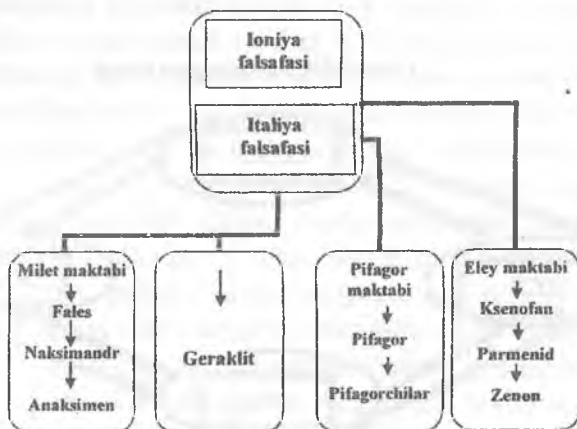 Ioniya
falsafasi
Italiya
falsafasi
Milet maktabi
Fales
Naksimandr
Anaksimen
Geraklit
Pifagor
maktabi
Pifagor
Pifagorchilar
Eley maktabi
Ksenofan
Parmenid
Zenon